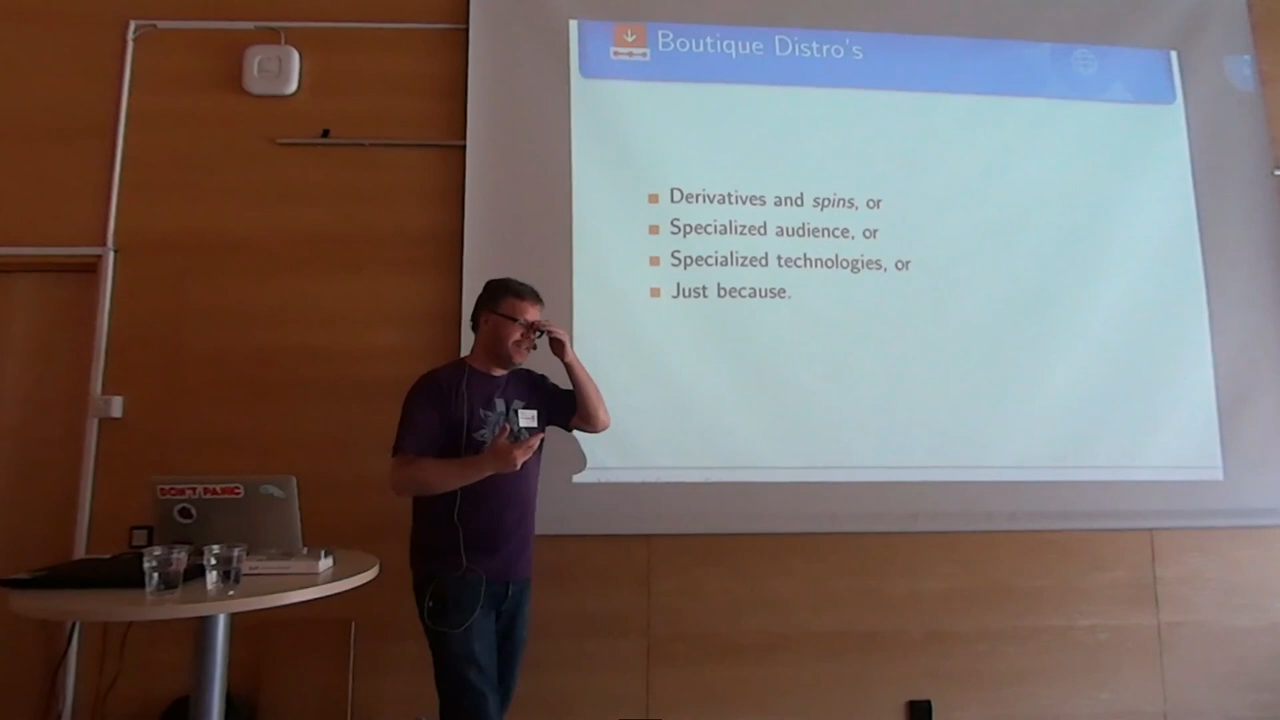 Boutique Distro's
Derivatives and spins, or
Specialized audience, or
Specialized technologies, or
Just because.
DON'T PANIC